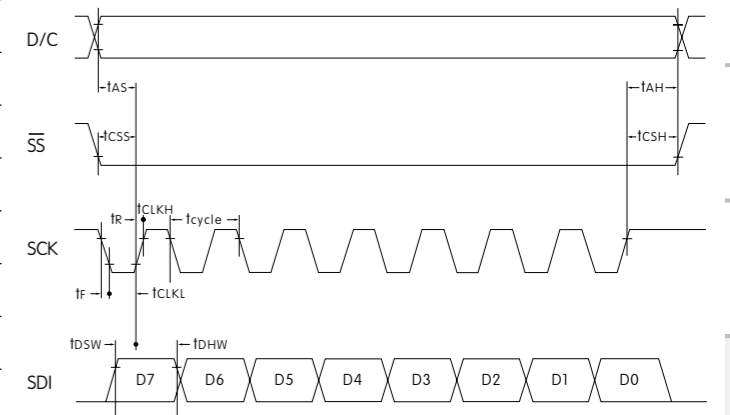 D/C
tAS
tAH
SS
tCSS
tCSH
tR
tCLKH
tcycle
SCK
tF
tCLKL
tDSW
tDHW
SDI
D7 D6 D5 D4 D3 D2 D1 D0